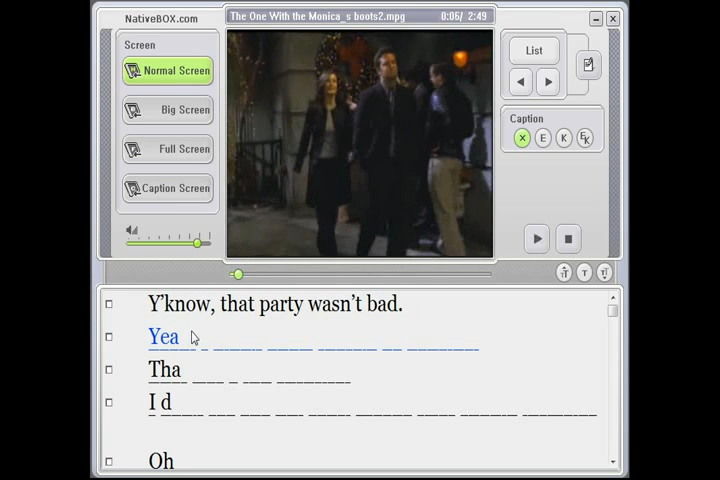 NativeBOX.com
The One With the Monica_s boots2.mpg 0:05/ 2:49
Screen
Normal Screen
Big Screen
Full Screen
Caption Screen
List
Caption
X E K EK
T T T
Y'know, that party wasn't bad.
Yea
Tha
I d
Oh